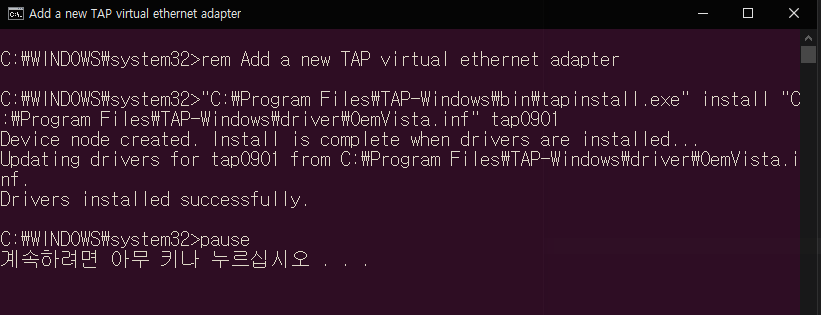 Add a new TAP virtual ethernet adapter
C:₩WINDOWS₩system32>rem Add a new TAP virtual ethernet adapter
C:₩WINDOWS₩system32>"C:₩Program Files₩TAP-Windows₩bin₩tapinstall.exe" install "C
:₩Program Files₩TAP-Windows₩driver₩OemVista.inf" tap0901
Device node created. Install is complete when drivers are installed...
Updating drivers for tap0901 from C:₩Program Files₩TAP-Windows₩driver₩OemVista.i
nf.
Drivers installed successfully.
C:₩WINDOWS₩system32>pause
계속하려면 아무 키나 누르십시오 . . .